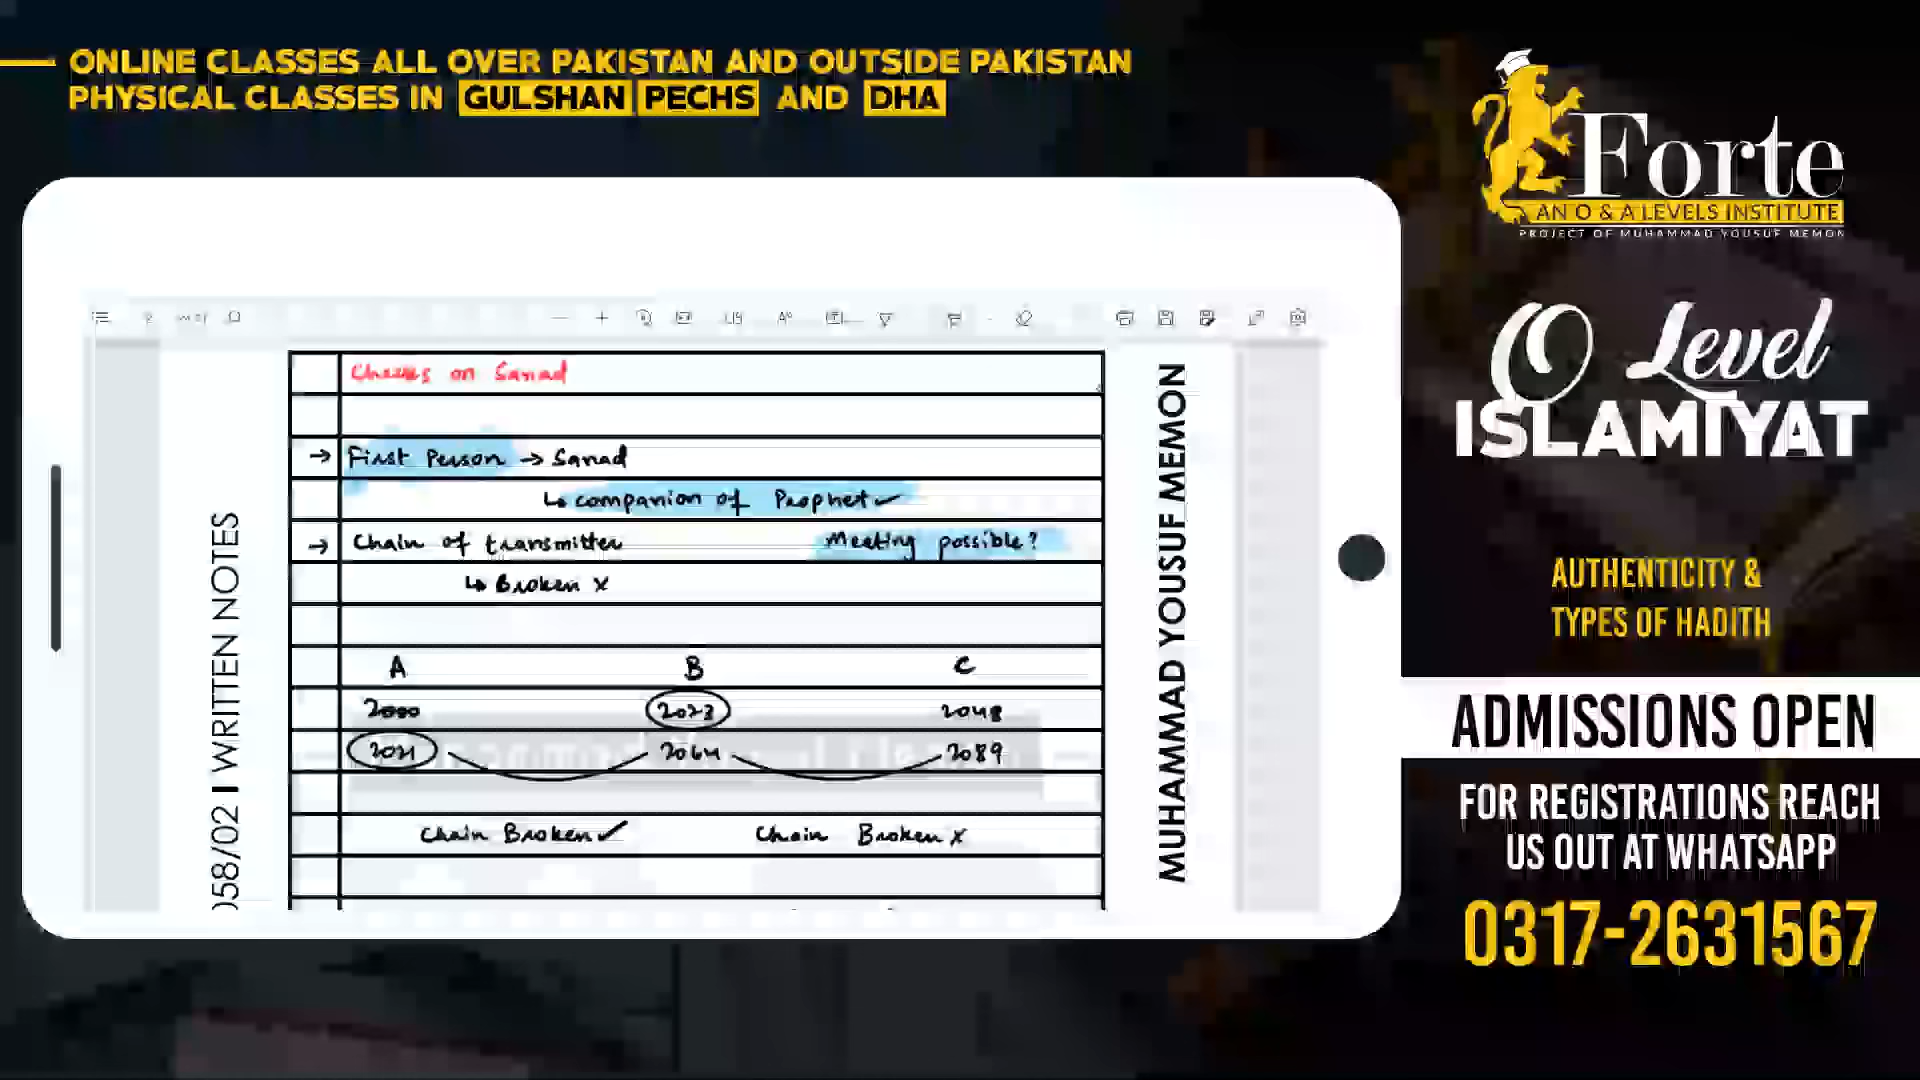 ONLINE CLASSES ALL OVER PAKISTAN AND OUTSIDE PAKISTAN
PHYSICAL CLASSES IN GULSHAN PECHS AND DHA
Forte
AN O & A LEVELS INSTITUTE
PROJECT OF MUHAMMAD YOUSUF MEMON
O Level
ISLAMIYAT
AUTHENTICITY &
TYPES OF HADITH
ADMISSIONS OPEN
FOR REGISTRATIONS REACH
US OUT AT WHATSAPP
0317-2631567
058/02 I WRITTEN NOTES
MUHAMMAD YOUSUF MEMON
Checks on Sanad
→ First Person → Sanad
↳ companion of Prophet ✓
→ Chain of transmitter Meeting possible?
↳ Broken x
A B C
2000 2023 2048
2021 2064 2089
Chain Broken ✓ Chain Broken x